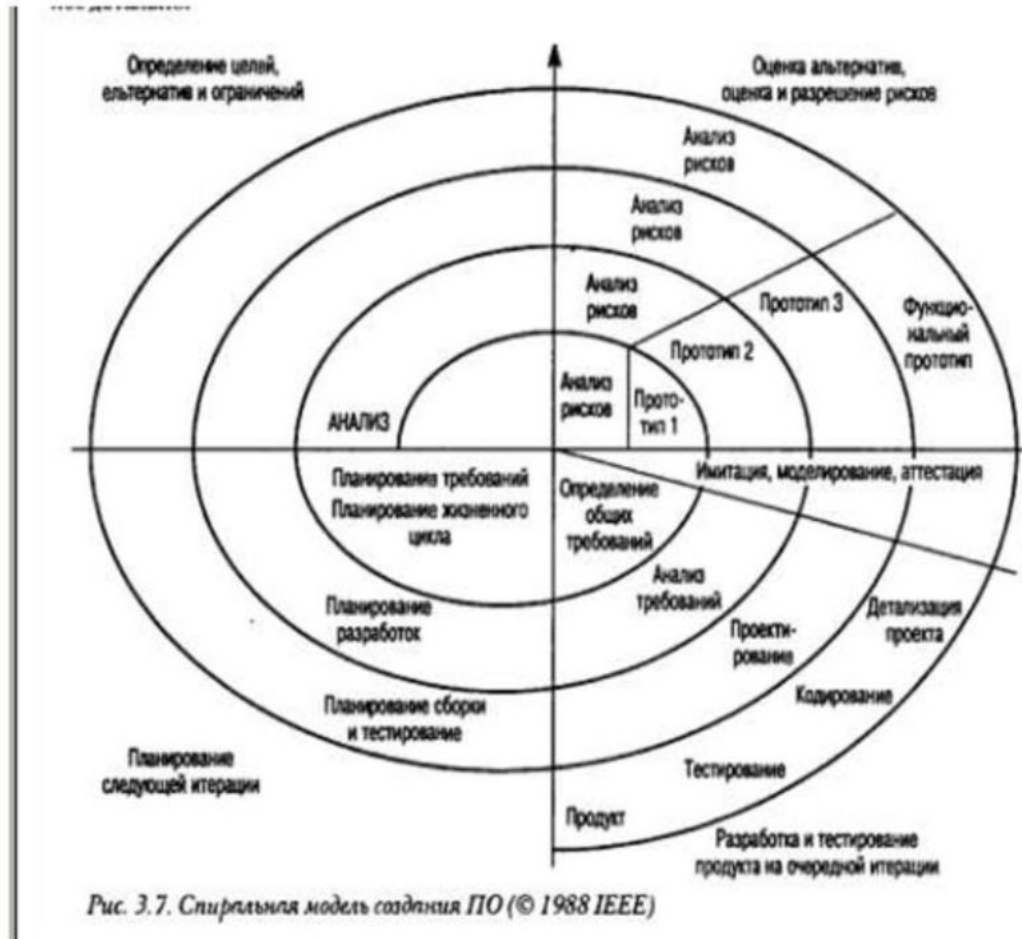 Определение целей,
ельтернатив и ограничений
Оценка альтернатив,
оценка и разрешение рисков
Анализ
рисков
Анализ
рисков
Анализ
рисков
Прототип 3
Функцио-
нальный
прототип
Прототип 2
Анализ
рисков
Прото-
тип 1
АНАЛИЗ
Планирование требований
Планирование жизненного
цикла
Имитация, моделирование, аттестация
Определение
общих
требований
Анализ
требований
Планирование
разработок
Проекти-
рование
Детализация
проекта
Кодирование
Планирование сборки
и тестирование
Планирование
следующей итерации
Тестирование
Продукт
Разработка и тестирование
продукта на очередной итерации
Рис. 3.7. Спиральная модель создания ПО (© 1988 IEEE)